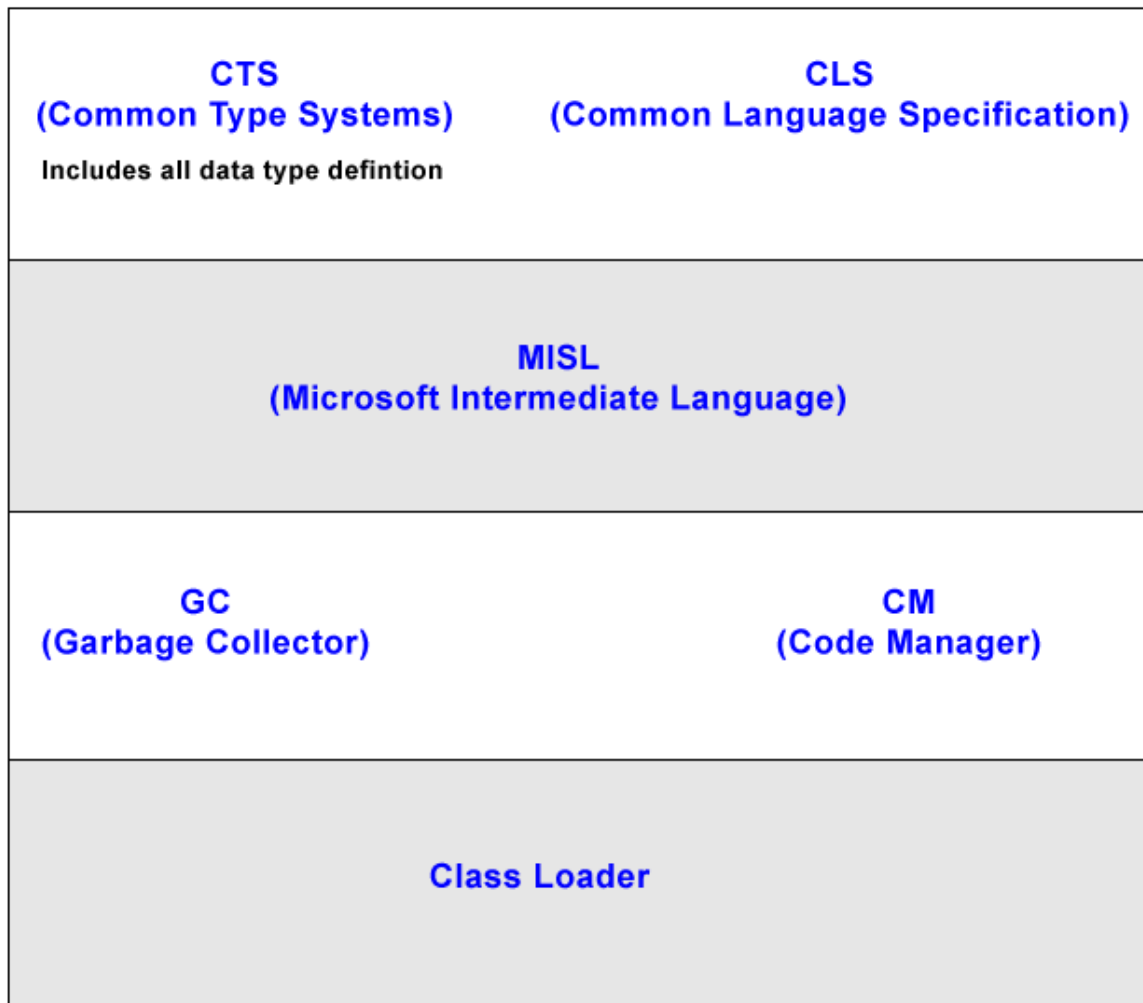 CTS
(Common Type Systems)
Includes all data type defintion
CLS
(Common Language Specification)
MISL
(Microsoft Intermediate Language)
GC
(Garbage Collector)
CM
(Code Manager)
Class Loader